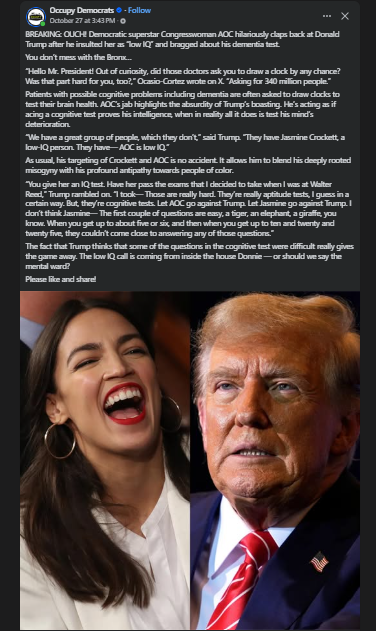 Occupy Democrats · Follow
October 27 at 3:43 PM ·
BREAKING: OUCH! Democratic superstar Congresswoman AOC hilariously claps back at Donald
Trump after he insulted her as "low IQ" and bragged about his dementia test.
You don't mess with the Bronx...
"Hello Mr. President! Out of curiosity, did those doctors ask you to draw a clock by any chance?
Was that part hard for you, too?," Ocasio-Cortez wrote on X. "Asking for 340 million people."
Patients with possible cognitive problems including dementia are often asked to draw clocks to
test their brain health. AOC's jab highlights the absurdity of Trump's boasting. He's acting as if
acing a cognitive test proves his intelligence, when in reality all it does is test his mind's
deterioration.
"We have a great group of people, which they don't," said Trump. "They have Jasmine Crockett, a
low-IQ person. They have— AOC is low IQ."
As usual, his targeting of Crockett and AOC is no accident. It allows him to blend his deeply rooted
misogyny with his profound antipathy towards people of color.
"You give her an IQ test. Have her pass the exams that I decided to take when I was at Walter
Reed," Trump rambled on. "I took— Those are really hard. They're really aptitude tests, I guess in a
certain way. But, they're cognitive tests. Let AOC go against Trump. Let Jasmine go against Trump. I
don't think Jasmine— The first couple of questions are easy, a tiger, an elephant, a giraffe, you
know. When you get up to about five or six, and then when you get up to ten and twenty and
twenty five, they couldn't come close to answering any of those questions."
The fact that Trump thinks that some of the questions in the cognitive test were difficult really gives
the game away. The low IQ call is coming from inside the house Donnie — or should we say the
mental ward?
Please like and share!